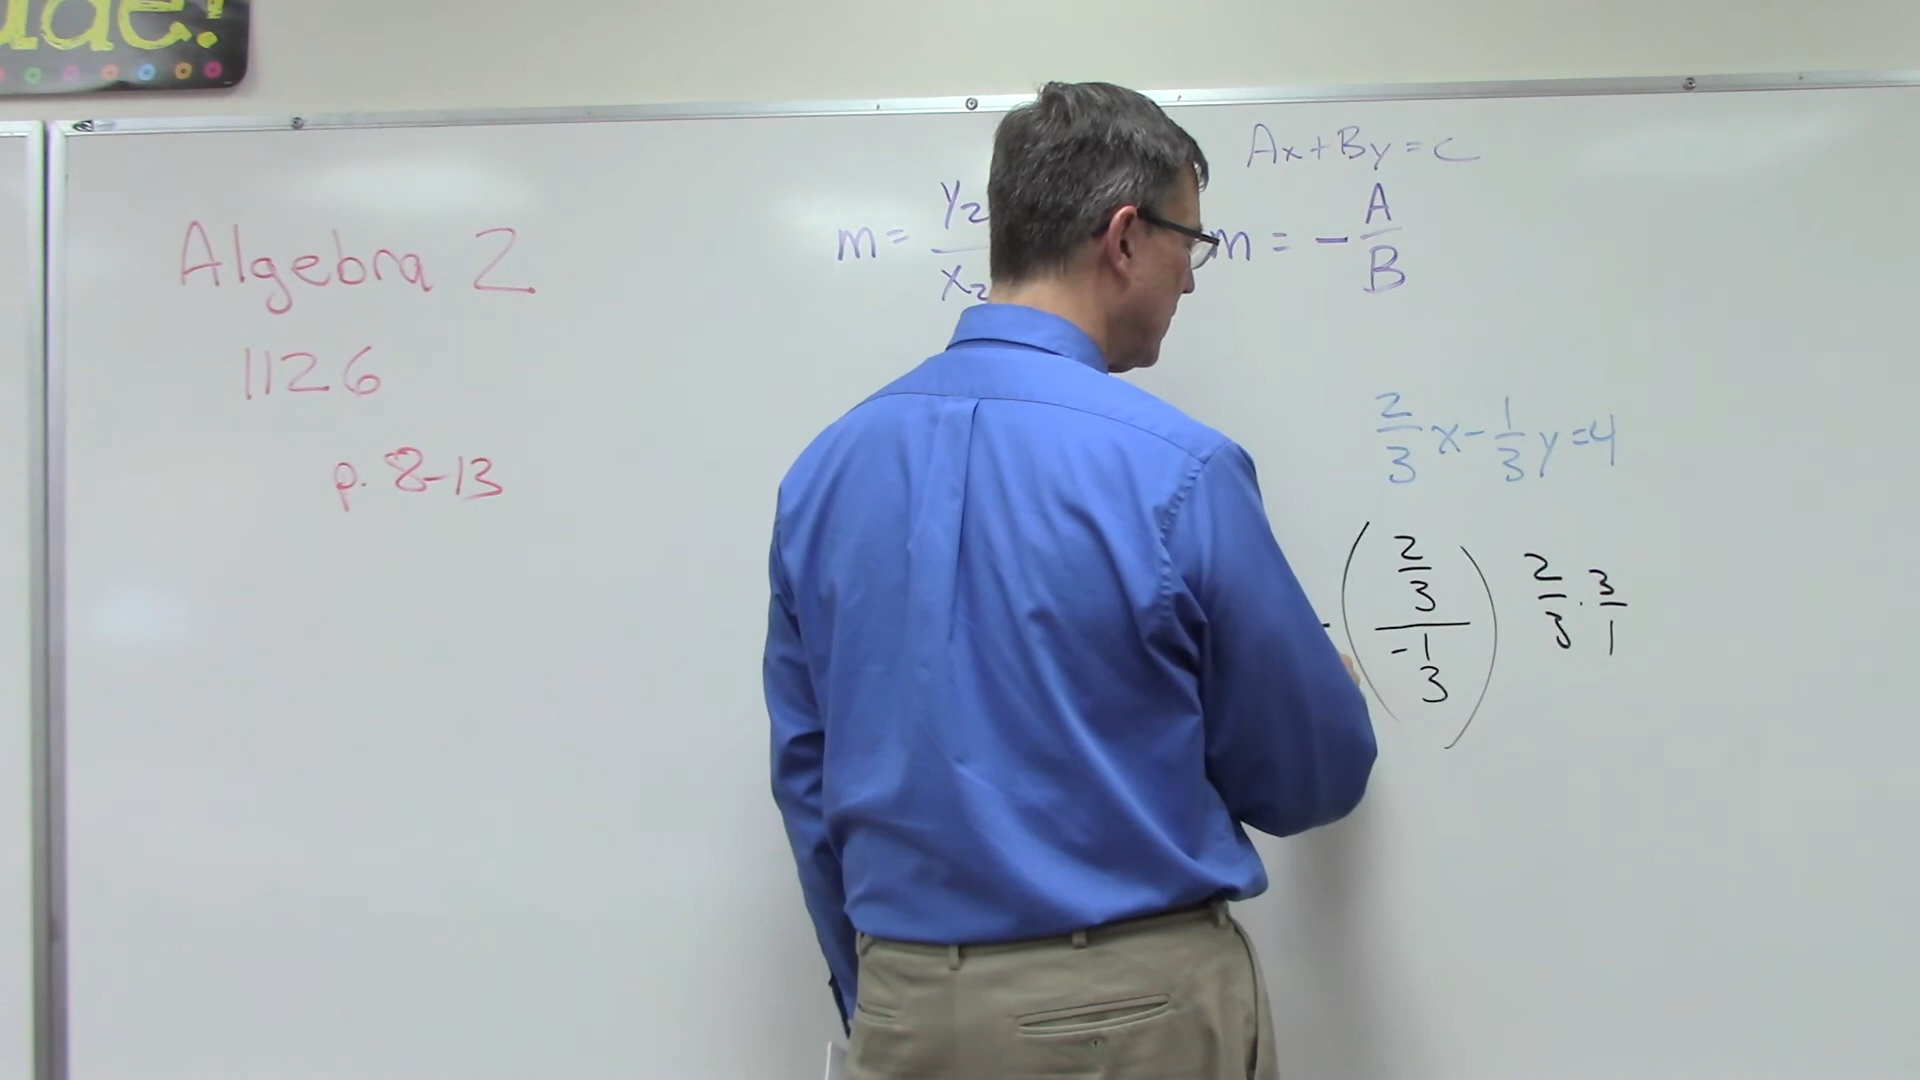 Algebra 2
1126
p. 8-13
m = y2
x2
Ax+By=C
m = - A/B
2/3 x - 1/3 y = 4
-( 2/3 / -1/3 ) 2/3 · 3/1